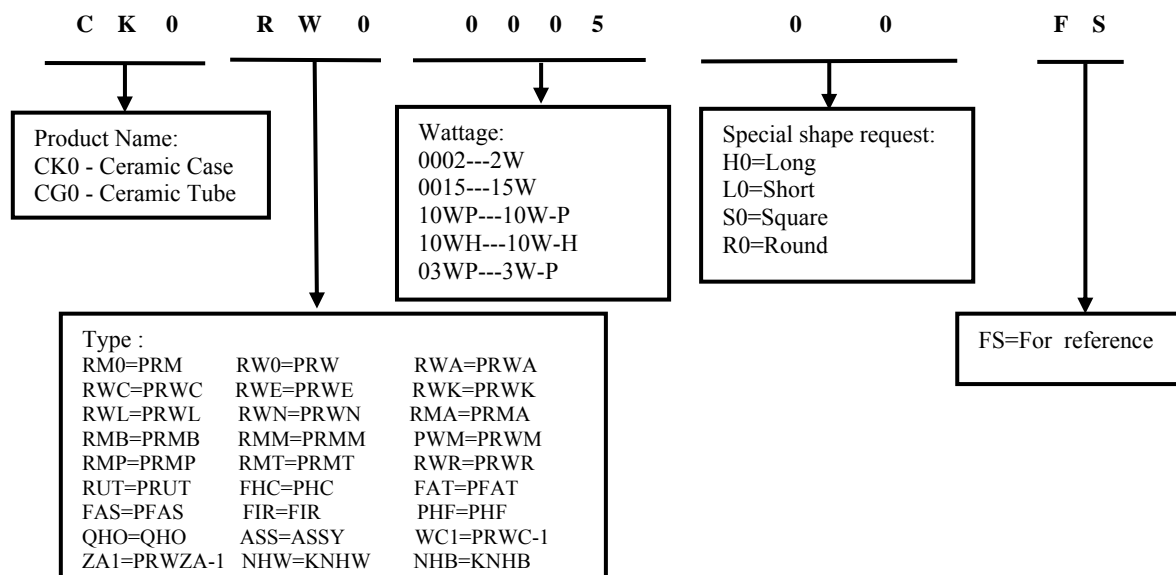 C K 0 R W 0 0 0 0 5 0 0 F S
Product Name:
CK0 - Ceramic Case
CG0 - Ceramic Tube
Wattage:
0002---2W
0015---15W
10WP---10W-P
10WH---10W-H
03WP---3W-P
Special shape request:
H0=Long
L0=Short
S0=Square
R0=Round
Type :
RM0=PRM RW0=PRW RWA=PRWA
RWC=PRWC RWE=PRWE RWK=PRWK
RWL=PRWL RWN=PRWN RMA=PRMA
RMB=PRMB RMM=PRMM PWM=PRWM
RMP=PRMP RMT=PRMT RWR=PRWR
RUT=PRUT FHC=PHC FAT=PFAT
FAS=PFAS FIR=FIR PHF=PHF
QHO=QHO ASS=ASSY WC1=PRWC-1
ZA1=PRWZA-1 NHW=KNHW NHB=KNHB
FS=For reference